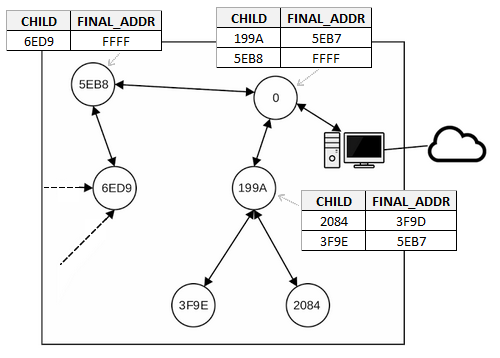 CHILD FINAL_ADDR
6ED9 FFFF
CHILD FINAL_ADDR
199A 5EB7
5EB8 FFFF
5EB8
0
6ED9
199A
CHILD FINAL_ADDR
2084 3F9D
3F9E 5EB7
3F9E
2084